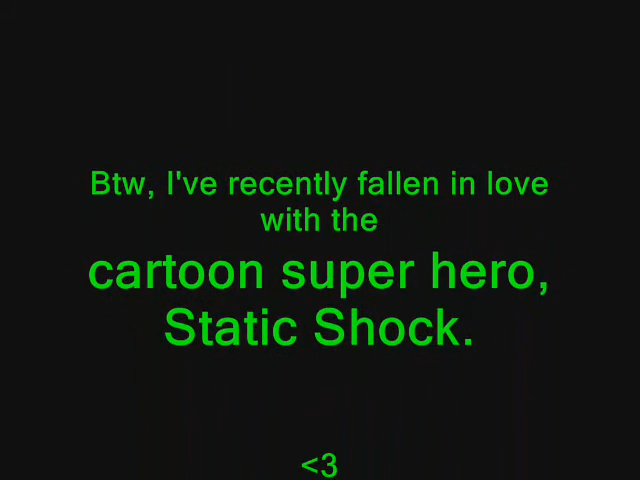 Btw, I've recently fallen in love
with the
cartoon super hero,
Static Shock.
<3